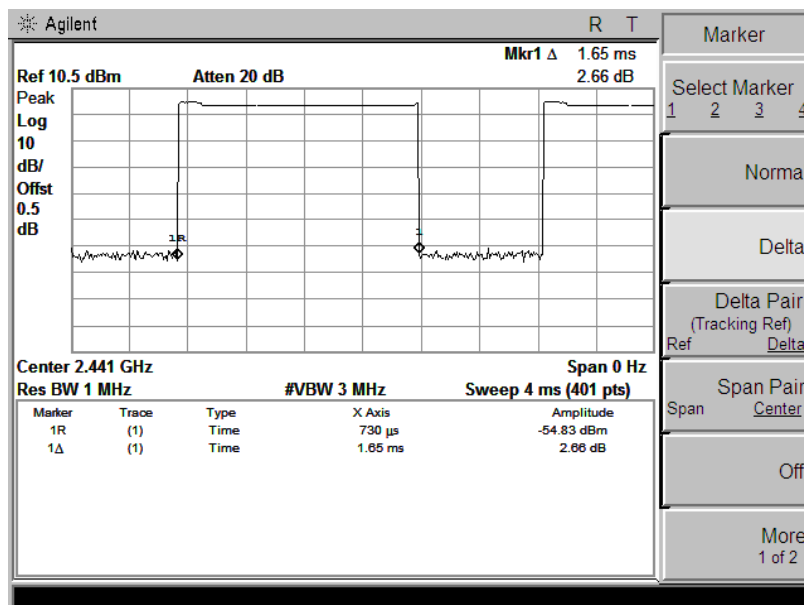 Agilent R T
Mkr1 Δ 1.65 ms
Ref 10.5 dBm Atten 20 dB 2.66 dB
Peak
Log
10
dB/
Offst
0.5
dB
1R
1
Center 2.441 GHz Span 0 Hz
Res BW 1 MHz #VBW 3 MHz Sweep 4 ms (401 pts)
Marker Trace Type X Axis Amplitude
1R (1) Time 730 µs -54.83 dBm
1Δ (1) Time 1.65 ms 2.66 dB
Marker
Select Marker
1 2 3 4
Norma
Delta
Delta Pair
(Tracking Ref)
Ref Delta
Span Pair
Span Center
Off
More
1 of 2